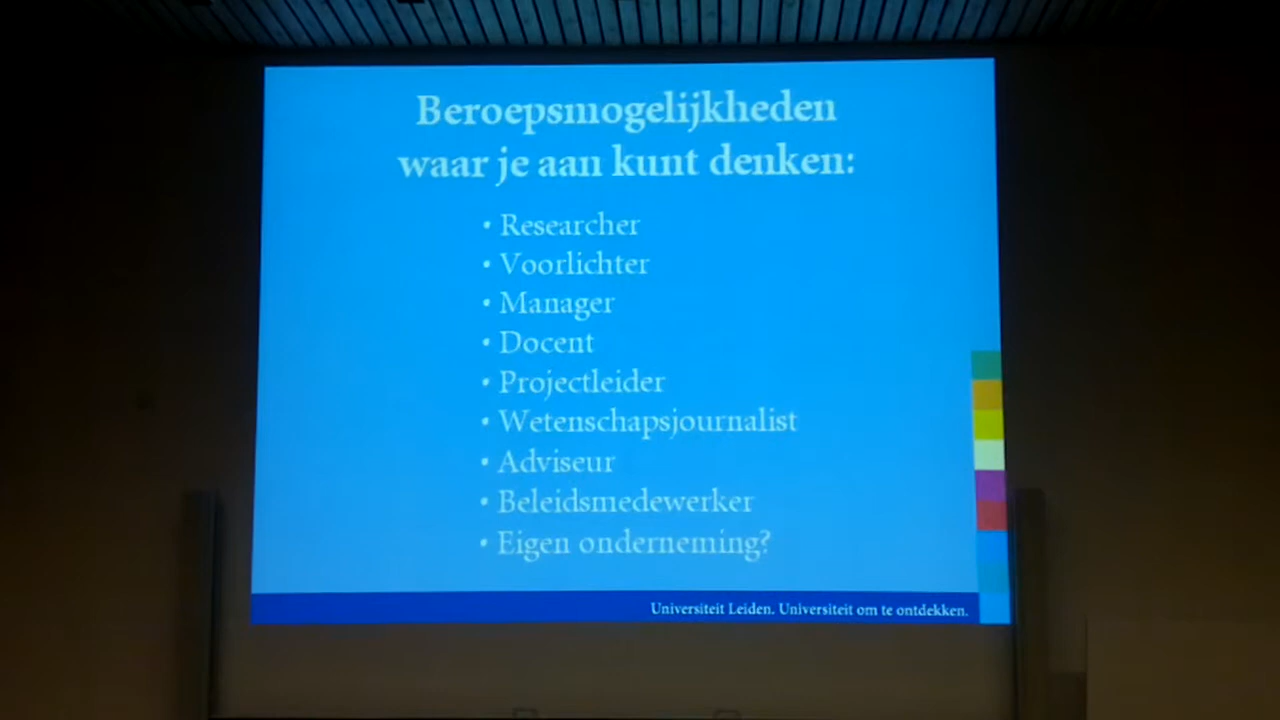 Beroepsmogelijkheden
waar je aan kunt denken:
• Researcher
• Voorlichter
• Manager
• Docent
• Projectleider
• Wetenschapsjournalist
• Adviseur
• Beleidsmedewerker
• Eigen onderneming?
Universiteit Leiden. Universiteit om te ontdekken.